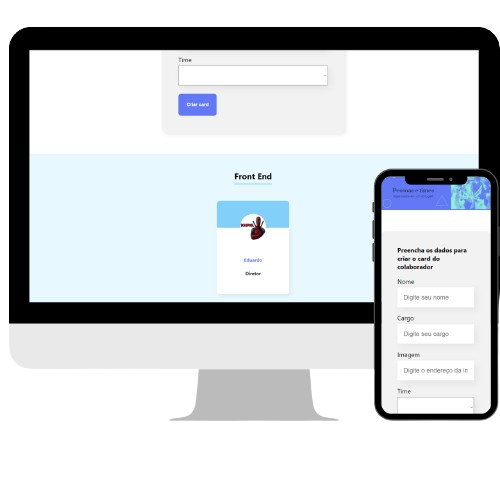 Time
Criar card
Front End
Eduardo
Diretor
Pessoas e times
Preencha os dados para
criar o card do
colaborador
Nome
Digite seu nome
Cargo
Digite seu cargo
Imagem
Digite o endereço da im
Time